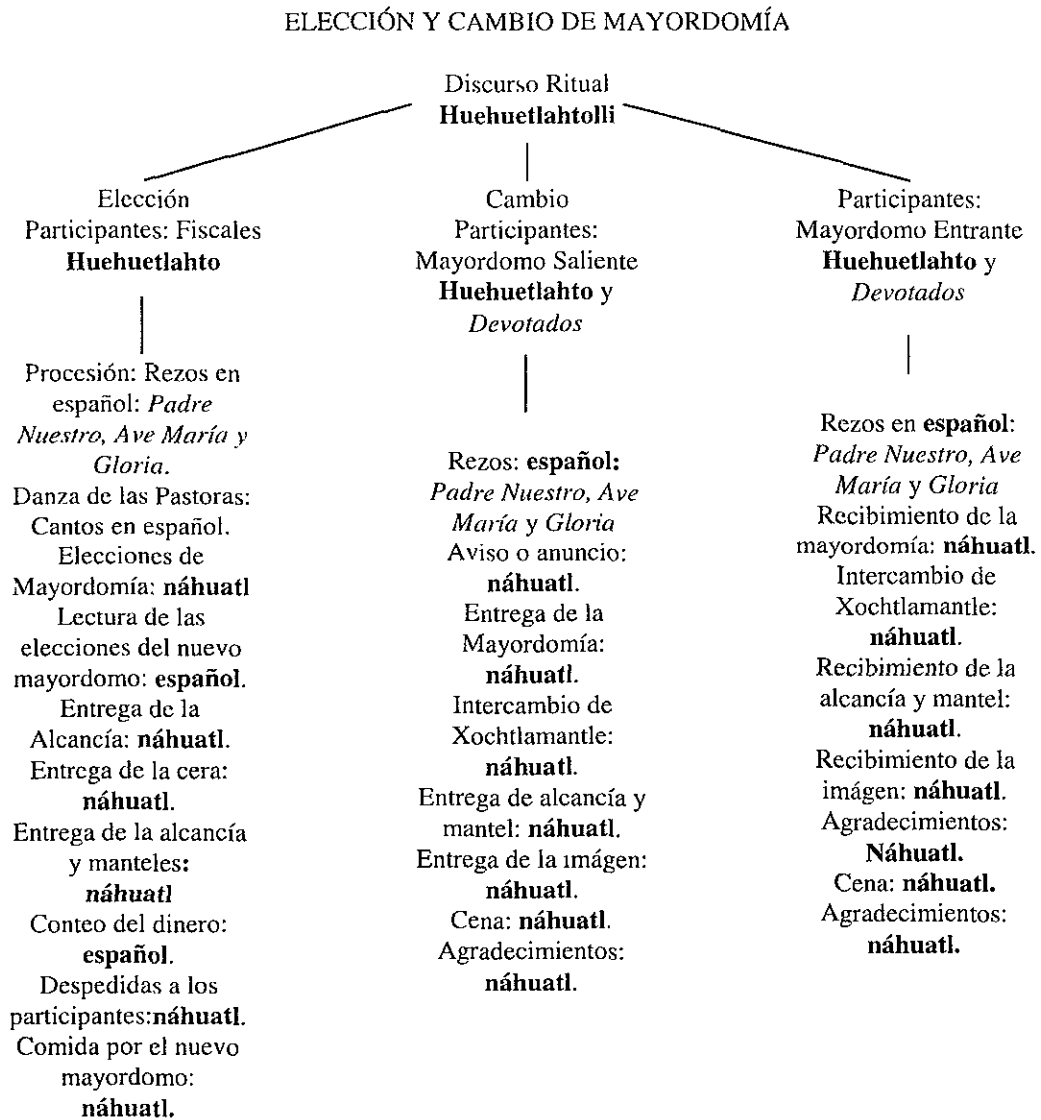 ELECCIÓN Y CAMBIO DE MAYORDOMÍA
Discurso Ritual
Huehuetlahtolli
Elección
Participantes: Fiscales
Huehuetlahto
Procesión: Rezos en
español: Padre
Nuestro, Ave María y
Gloria.
Danza de las Pastoras:
Cantos en español.
Elecciones de
Mayordomía: náhuatl
Lectura de las
elecciones del nuevo
mayordomo: español.
Entrega de la
Alcancía: náhuatl.
Entrega de la cera:
náhuatl.
Entrega de la alcancía
y manteles:
náhuatl
Conteo del dinero:
español.
Despedidas a los
participantes:náhuatl.
Comida por el nuevo
mayordomo:
náhuatl.
Cambio
Participantes:
Mayordomo Saliente
Huehuetlahto y
Devotados
Rezos: español:
Padre Nuestro, Ave
María y Gloria
Aviso o anuncio:
náhuatl.
Entrega de la
Mayordomía:
náhuatl.
Intercambio de
Xochtlamantle:
náhuatl.
Entrega de alcancía y
mantel: náhuatl.
Entrega de la imágen:
náhuatl.
Cena: náhuatl.
Agradecimientos:
náhuatl.
Participantes:
Mayordomo Entrante
Huehuetlahto y
Devotados
Rezos en español:
Padre Nuestro, Ave
María y Gloria
Recibimiento de la
mayordomía: náhuatl.
Intercambio de
Xochtlamantle:
náhuatl.
Recibimiento de la
alcancía y mantel:
náhuatl.
Recibimiento de la
imágen: náhuatl.
Agradecimientos:
Náhuatl.
Cena: náhuatl.
Agradecimientos:
náhuatl.